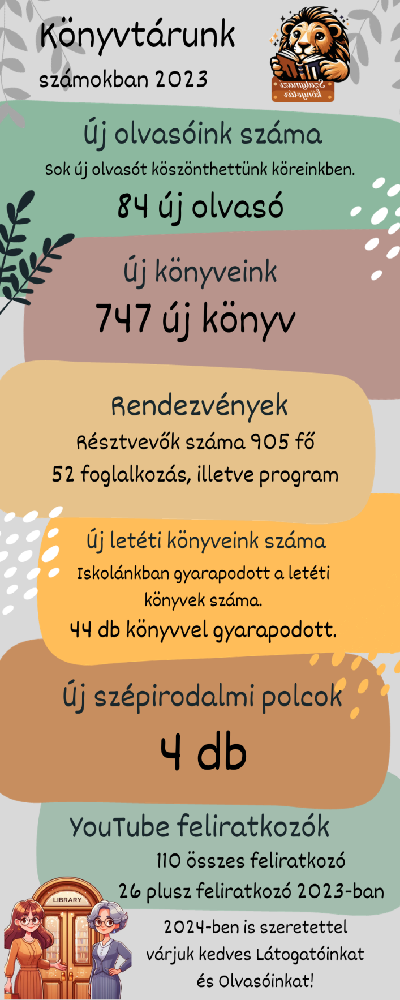 Könyvtárunk
számokban 2023
Szatymazi
könyvtár
Új olvasóink száma
Sok új olvasót köszönthettünk köreinkben.
84 új olvasó
Új könyveink
747 új könyv
Rendezvények
Résztvevők száma 905 fő
52 foglalkozás, illetve program
Új letéti könyveink száma
Iskolánkban gyarapodott a letéti
könyvek száma.
44 db könyvvel gyarapodott.
Új szépirodalmi polcok
4 db
YouTube feliratkozók
110 összes feliratkozó
26 plusz feliratkozó 2023-ban
LIBRARY
2024-ben is szeretettel
várjuk kedves Látogatóinkat
és Olvasóinkat!